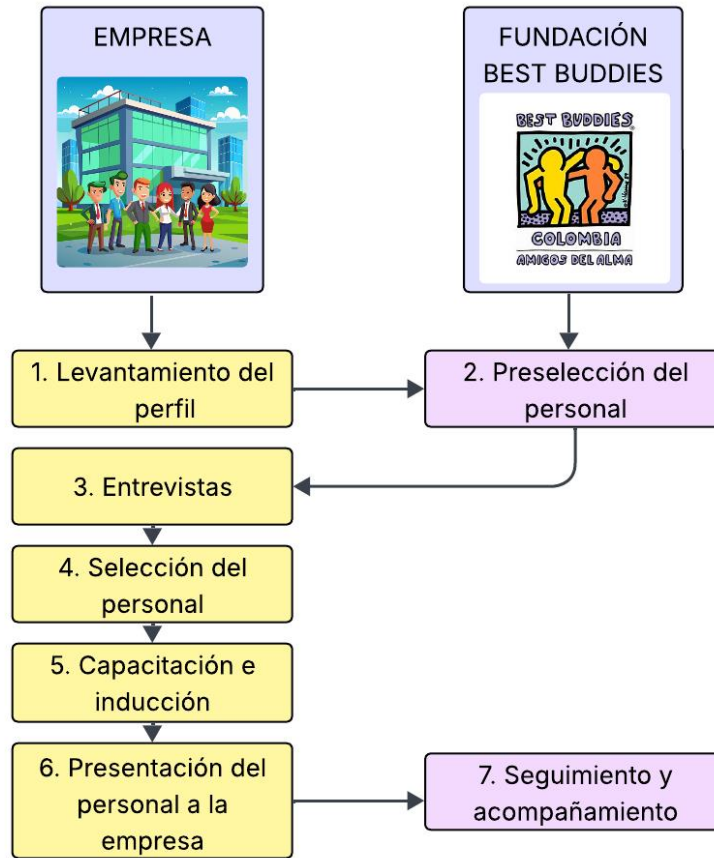 EMPRESA
FUNDACIÓN
BEST BUDDIES
BEST BUDDIES
COLOMBIA
AMIGOS DEL ALMA
1. Levantamiento del
perfil
2. Preselección del
personal
3. Entrevistas
4. Selección del
personal
5. Capacitación e
inducción
6. Presentación del
personal a la
empresa
7. Seguimiento y
acompañamiento